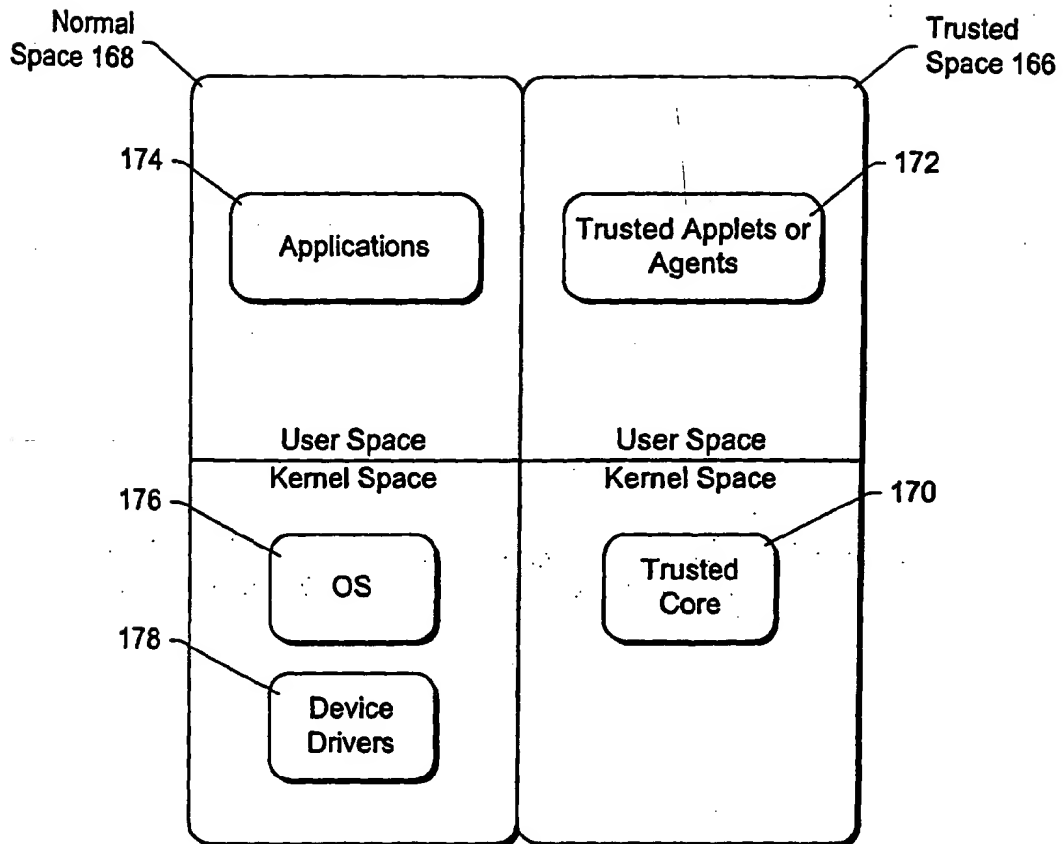 Normal
Space 168
Trusted
Space 166
174
172
Applications
Trusted Applets or
Agents
User Space
User Space
Kernel Space
Kernel Space
176
170
OS
Trusted
Core
178
Device
Drivers